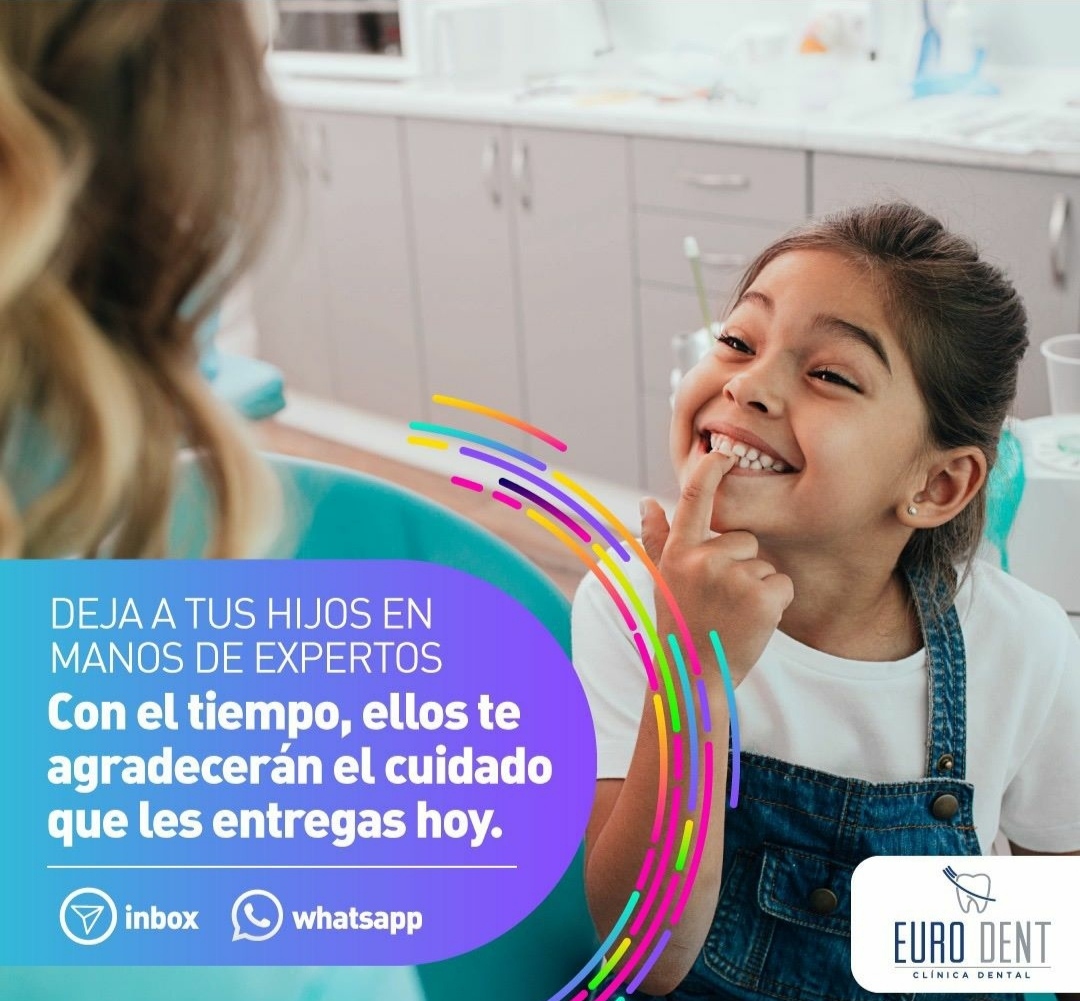 DEJA A TUS HIJOS EN
MANOS DE EXPERTOS
Con el tiempo, ellos te
agradecerán el cuidado
que les entregas hoy.
inbox whatsapp
EURO DENT
CLÍNICA DENTAL